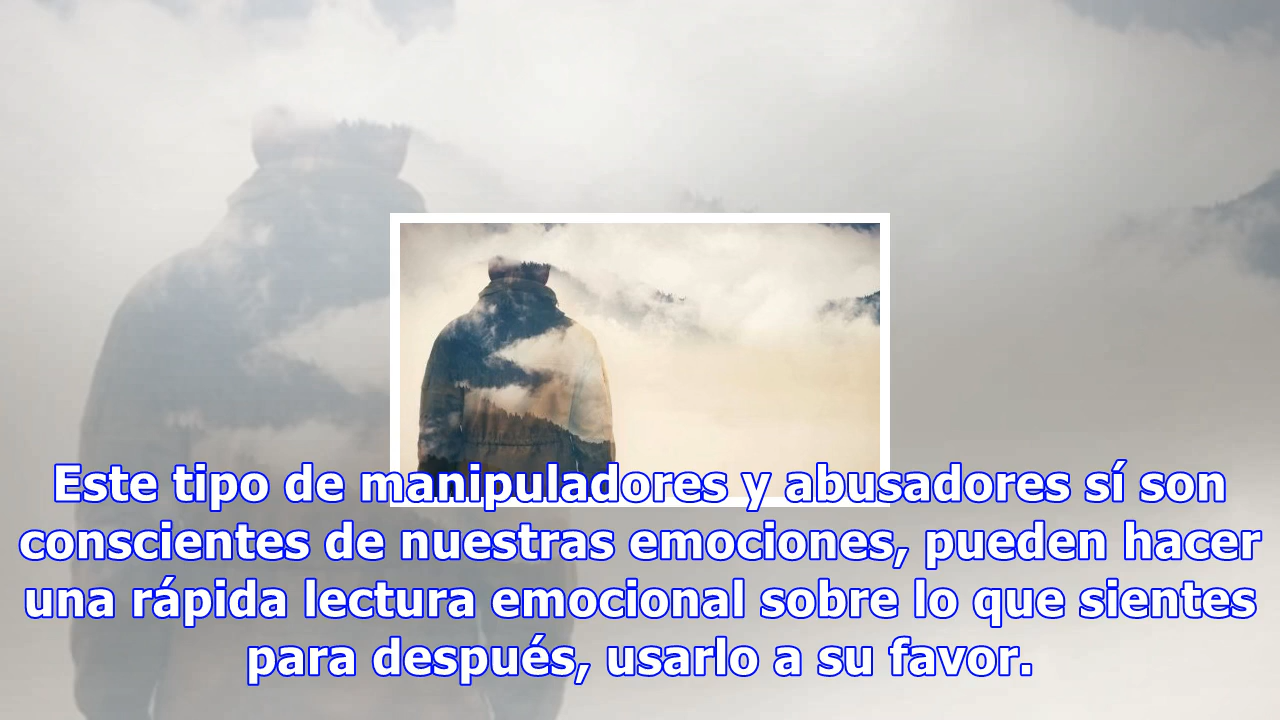 Este tipo de manipuladores y abusadores sí son
conscientes de nuestras emociones, pueden hacer
una rápida lectura emocional sobre lo que sientes
para después, usarlo a su favor.